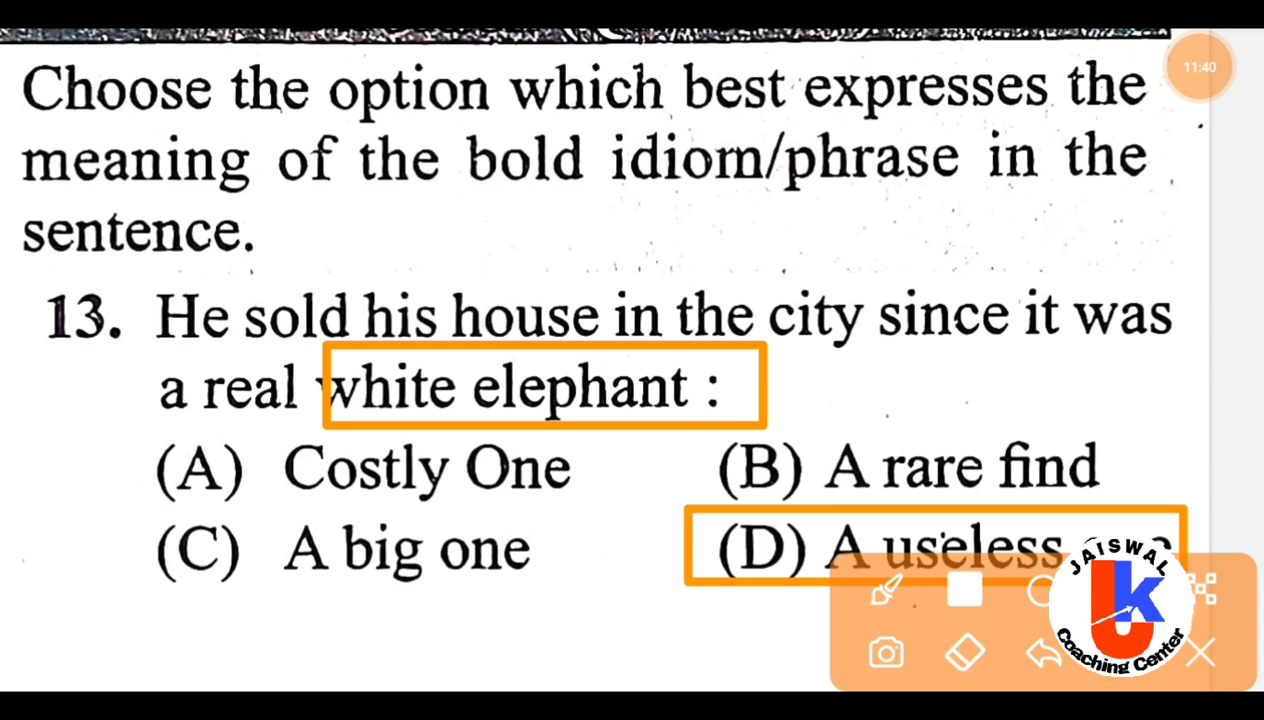 11:40
Choose the option which best expresses the
meaning of the bold idiom/phrase in the
sentence.
13. He sold his house in the city since it was
a real white elephant :
(A) Costly One (B) A rare find
(C) A big one (D) A useless
JAISWAL
UK
Coaching Center